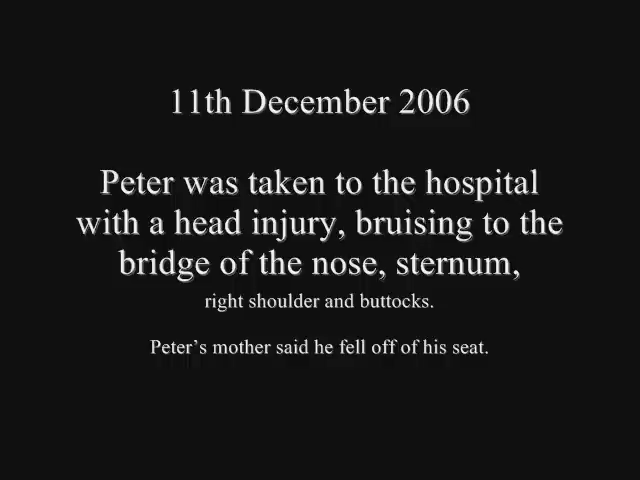 11th December 2006
Peter was taken to the hospital
with a head injury, bruising to the
bridge of the nose, sternum,
right shoulder and buttocks.
Peter’s mother said he fell off of his seat.